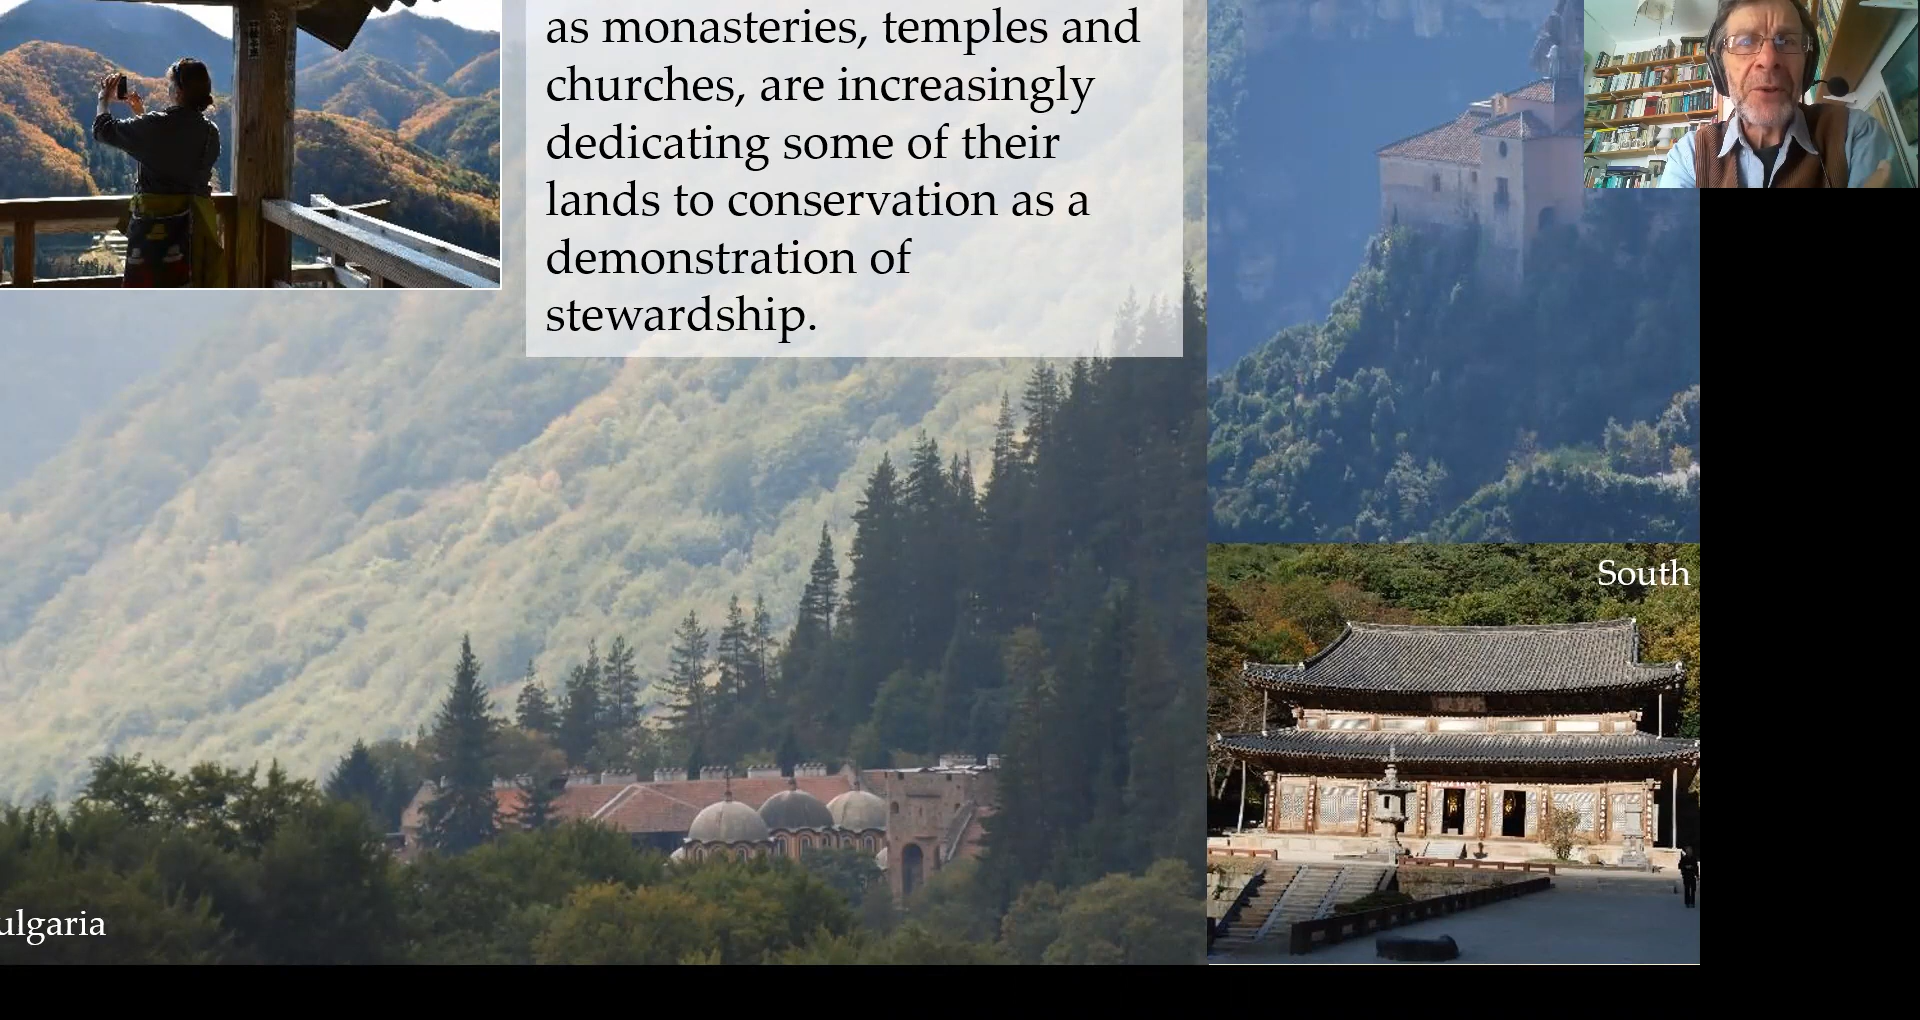 as monasteries, temples and
churches, are increasingly
dedicating some of their
lands to conservation as a
demonstration of
stewardship.
South
ulgaria